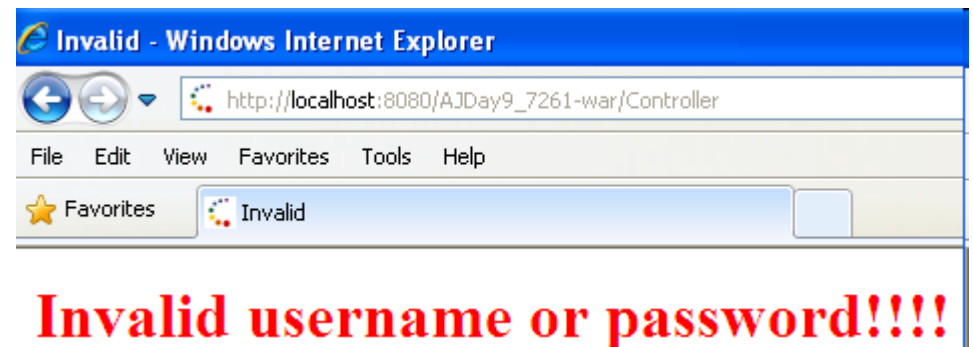 Invalid - Windows Internet Explorer
http://localhost:8080/AJDay9_7261-war/Controller
File Edit View Favorites Tools Help
Favorites Invalid
Invalid username or password!!!!